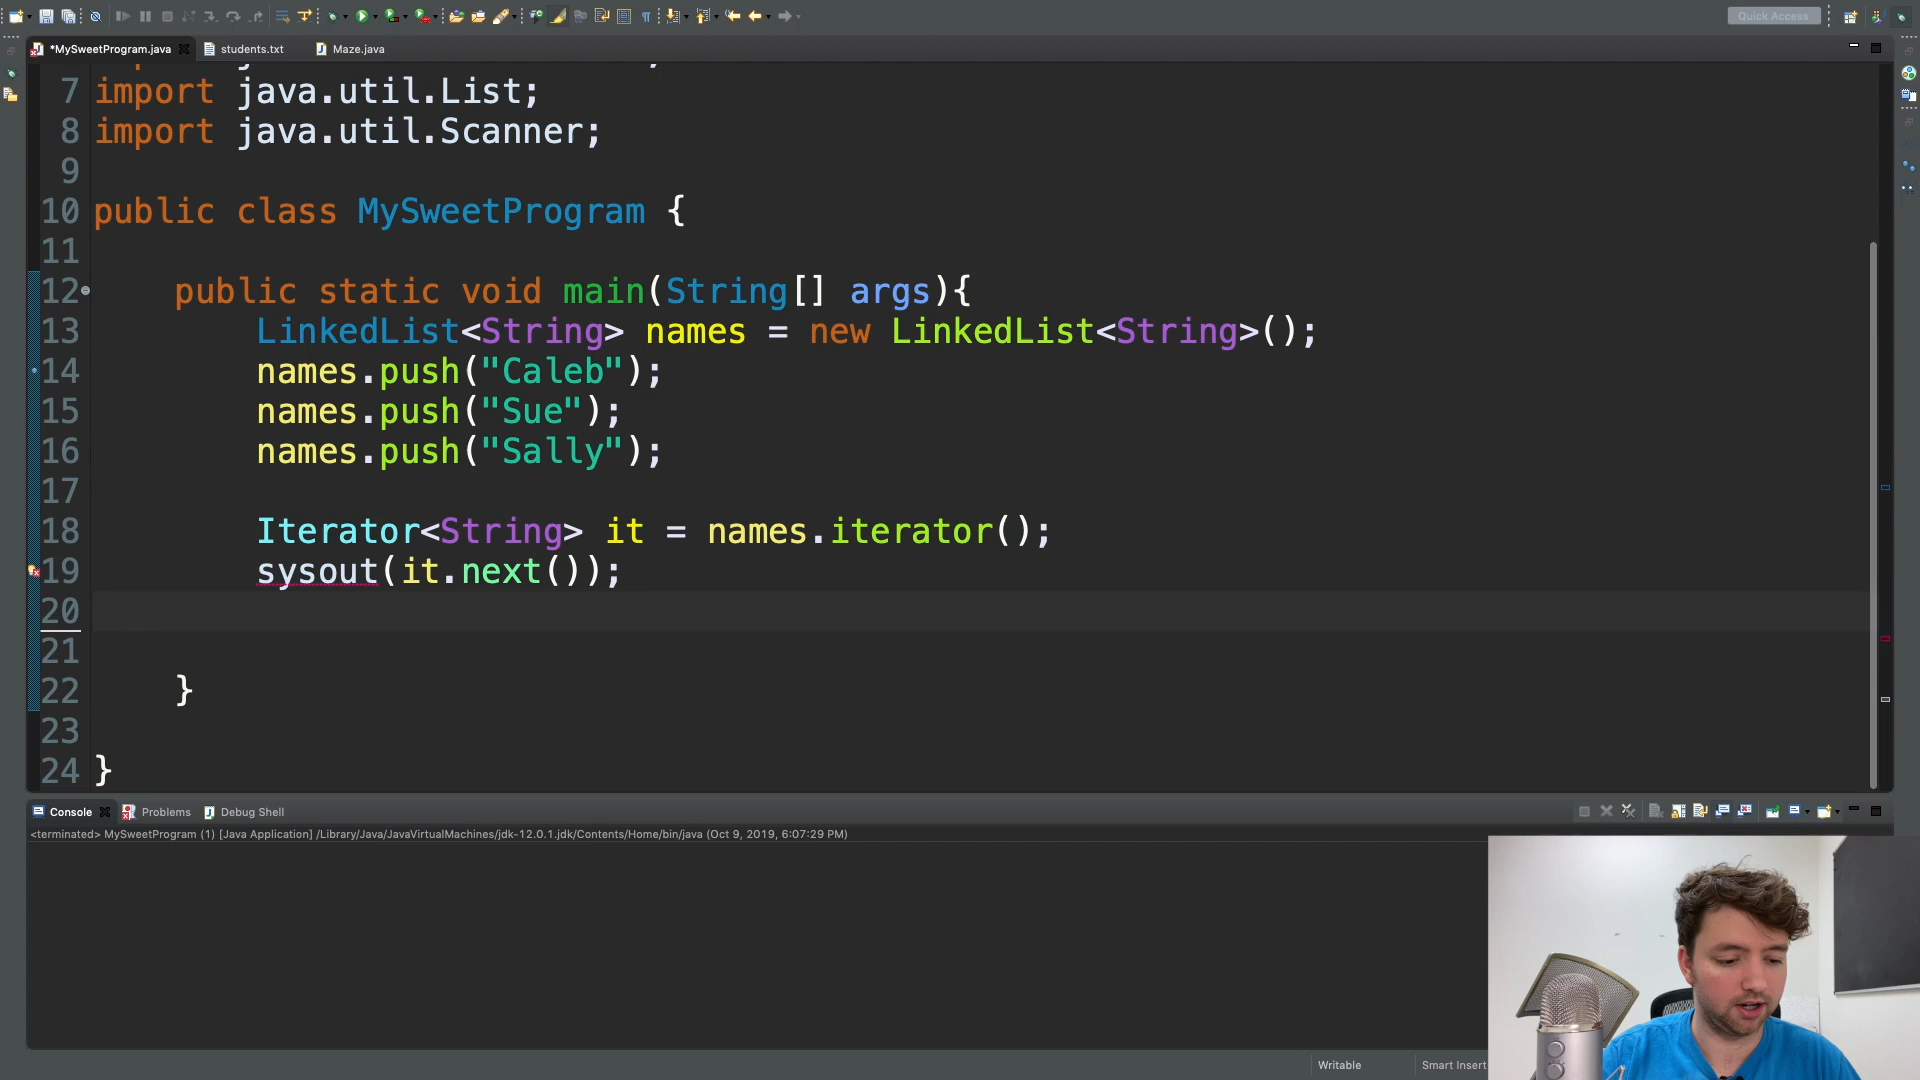 Quick Access
*MySweetProgram.java students.txt Maze.java
7 import java.util.List;
8 import java.util.Scanner;
9
10 public class MySweetProgram {
11
12 public static void main(String[] args){
13 LinkedList<String> names = new LinkedList<String>();
14 names.push("Caleb");
15 names.push("Sue");
16 names.push("Sally");
17
18 Iterator<String> it = names.iterator();
19 sysout(it.next());
20
21
22 }
23
24 }
Console Problems Debug Shell
<terminated> MySweetProgram (1) [Java Application] /Library/Java/JavaVirtualMachines/jdk-12.0.1.jdk/Contents/Home/bin/java (Oct 9, 2019, 6:07:29 PM)
Writable Smart Insert